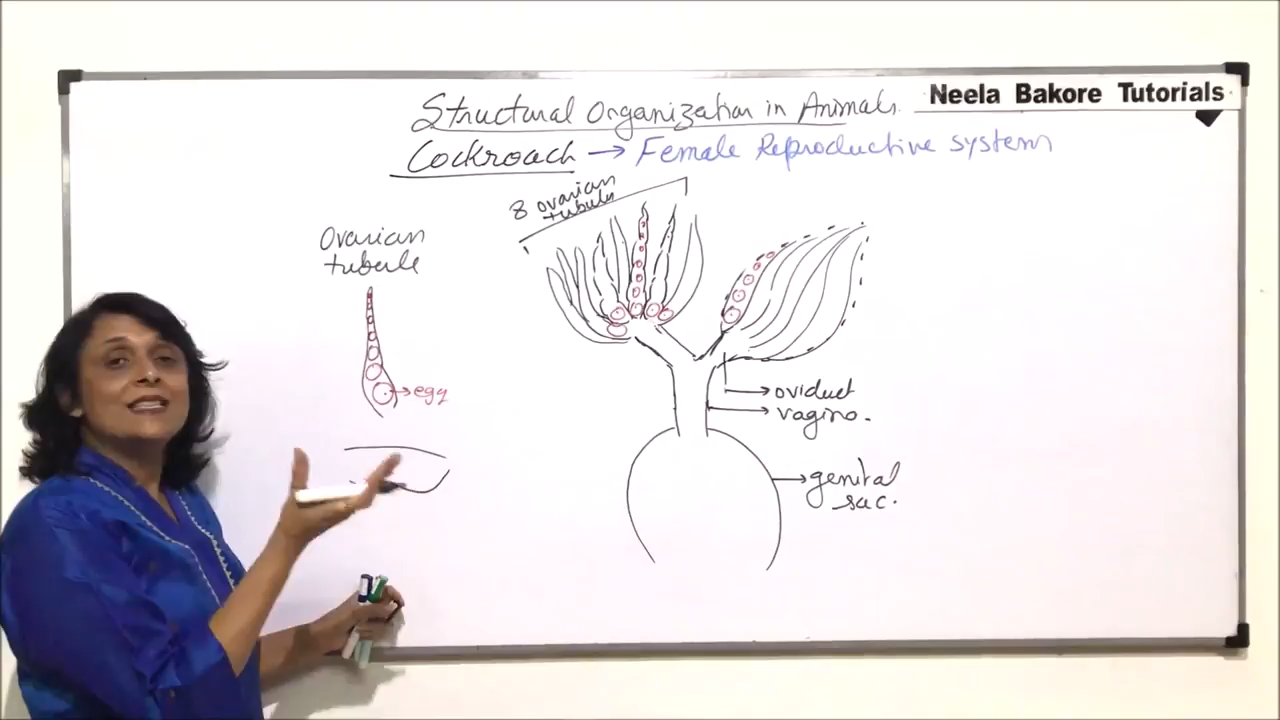 Neela Bakore Tutorials
Structural Organization in Animals.
Cockroach → Female Reproductive system
8 ovarian
tubules
Ovarian
tubule
→egg
→oviduct
→vagina.
→genital
sac.